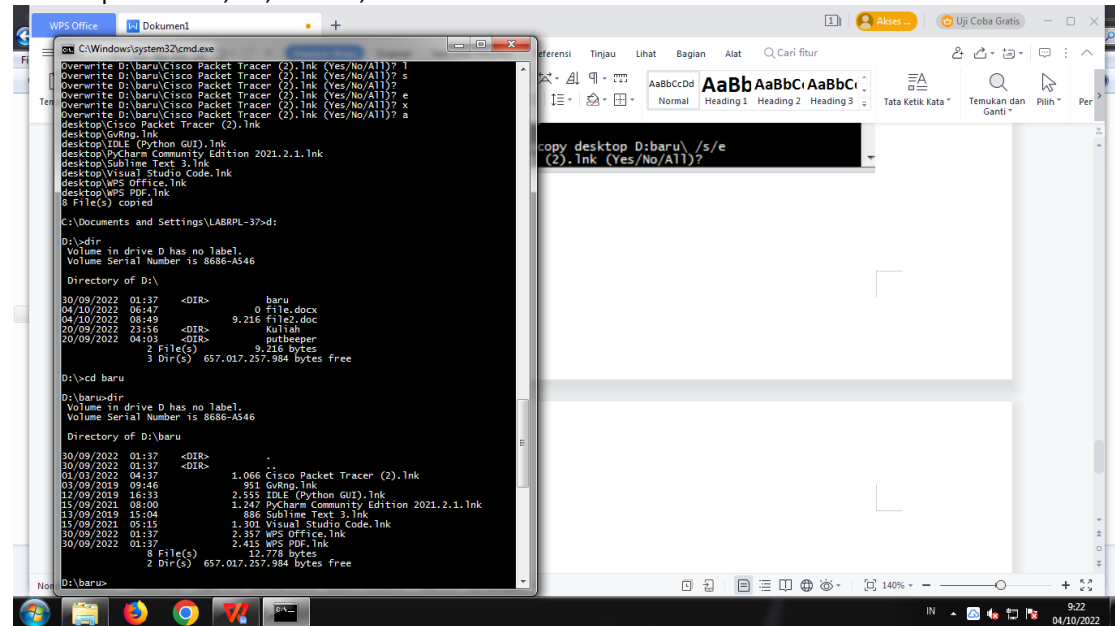 WPS Office
Dokumen1
+
Akses ...
Uji Coba Gratis
C:\Windows\system32\cmd.exe
eferensi Tinjau Lihat Bagian Alat Cari fitur
AaBbCcDd AaBb AaBbC AaBbC
Normal Heading 1 Heading 2 Heading 3
Tata Ketik Kata
Temukan dan Ganti
Pilih
Per
copy desktop D:baru\ /s/e
(2).lnk (Yes/No/All)?
Overwrite D:\baru\Cisco Packet Tracer (2).lnk (Yes/No/All)? l
Overwrite D:\baru\Cisco Packet Tracer (2).lnk (Yes/No/All)? s
Overwrite D:\baru\Cisco Packet Tracer (2).lnk (Yes/No/All)?
Overwrite D:\baru\Cisco Packet Tracer (2).lnk (Yes/No/All)? e
Overwrite D:\baru\Cisco Packet Tracer (2).lnk (Yes/No/All)? x
Overwrite D:\baru\Cisco Packet Tracer (2).lnk (Yes/No/All)? a
desktop\Cisco Packet Tracer (2).lnk
desktop\GvRng.lnk
desktop\IDLE (Python GUI).lnk
desktop\PyCharm Community Edition 2021.2.1.lnk
desktop\Sublime Text 3.lnk
desktop\Visual Studio Code.lnk
desktop\WPS Office.lnk
desktop\WPS PDF.lnk
8 File(s) copied
C:\Documents and Settings\LABRPL-37>d:
D:\>dir
Volume in drive D has no label.
Volume Serial Number is 8686-A546
Directory of D:\
30/09/2022 01:37 <DIR> baru
04/10/2022 06:47 0 file.docx
04/10/2022 08:49 9.216 file2.doc
20/09/2022 23:56 <DIR> Kuliah
20/09/2022 04:03 <DIR> putbeeper
2 File(s) 9.216 bytes
3 Dir(s) 657.017.257.984 bytes free
D:\>cd baru
D:\baru>dir
Volume in drive D has no label.
Volume Serial Number is 8686-A546
Directory of D:\baru
30/09/2022 01:37 <DIR> .
30/09/2022 01:37 <DIR> ..
01/03/2022 04:37 1.066 Cisco Packet Tracer (2).lnk
03/09/2019 09:46 951 GvRng.lnk
12/09/2019 16:33 2.555 IDLE (Python GUI).lnk
15/09/2021 08:00 1.247 PyCharm Community Edition 2021.2.1.lnk
13/09/2019 15:04 886 Sublime Text 3.lnk
15/09/2021 05:15 1.301 Visual Studio Code.lnk
30/09/2022 01:37 2.357 WPS Office.lnk
30/09/2022 01:37 2.415 WPS PDF.lnk
8 File(s) 12.778 bytes
2 Dir(s) 657.017.257.984 bytes free
D:\baru>
140%
IN
9:22
04/10/2022